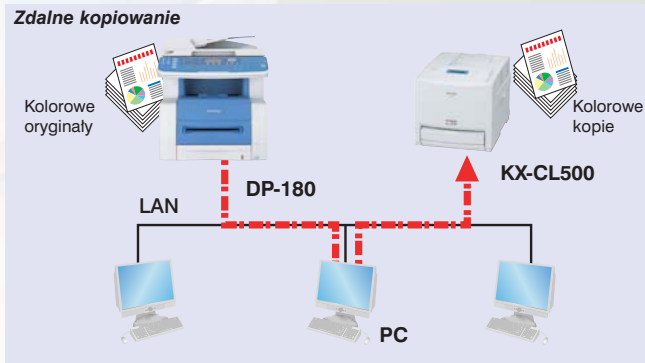 Zdalne kopiowanie
Kolorowe
oryginały
Kolorowe
kopie
DP-180
KX-CL500
LAN
PC